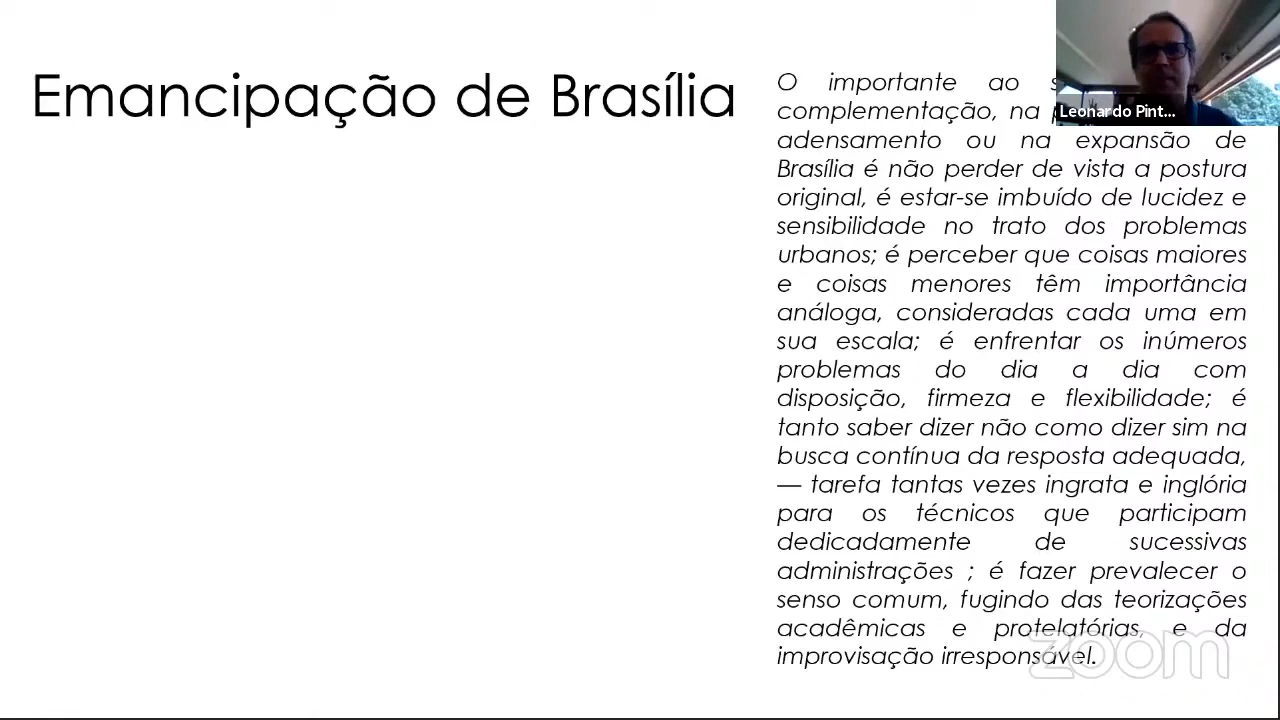 Emancipação de Brasília
O importante ao
complementação, na
adensamento ou na expansão de
Brasília é não perder de vista a postura
original, é estar-se imbuído de lucidez e
sensibilidade no trato dos problemas
urbanos; é perceber que coisas maiores
e coisas menores têm importância
análoga, consideradas cada uma em
sua escala; é enfrentar os inúmeros
problemas do dia a dia com
disposição, firmeza e flexibilidade; é
tanto saber dizer não como dizer sim na
busca contínua da resposta adequada,
— tarefa tantas vezes ingrata e inglória
para os técnicos que participam
dedicadamente de sucessivas
administrações ; é fazer prevalecer o
senso comum, fugindo das teorizações
acadêmicas e protelatórias, e da
improvisação irresponsável.
Leonardo Pint...
zoom